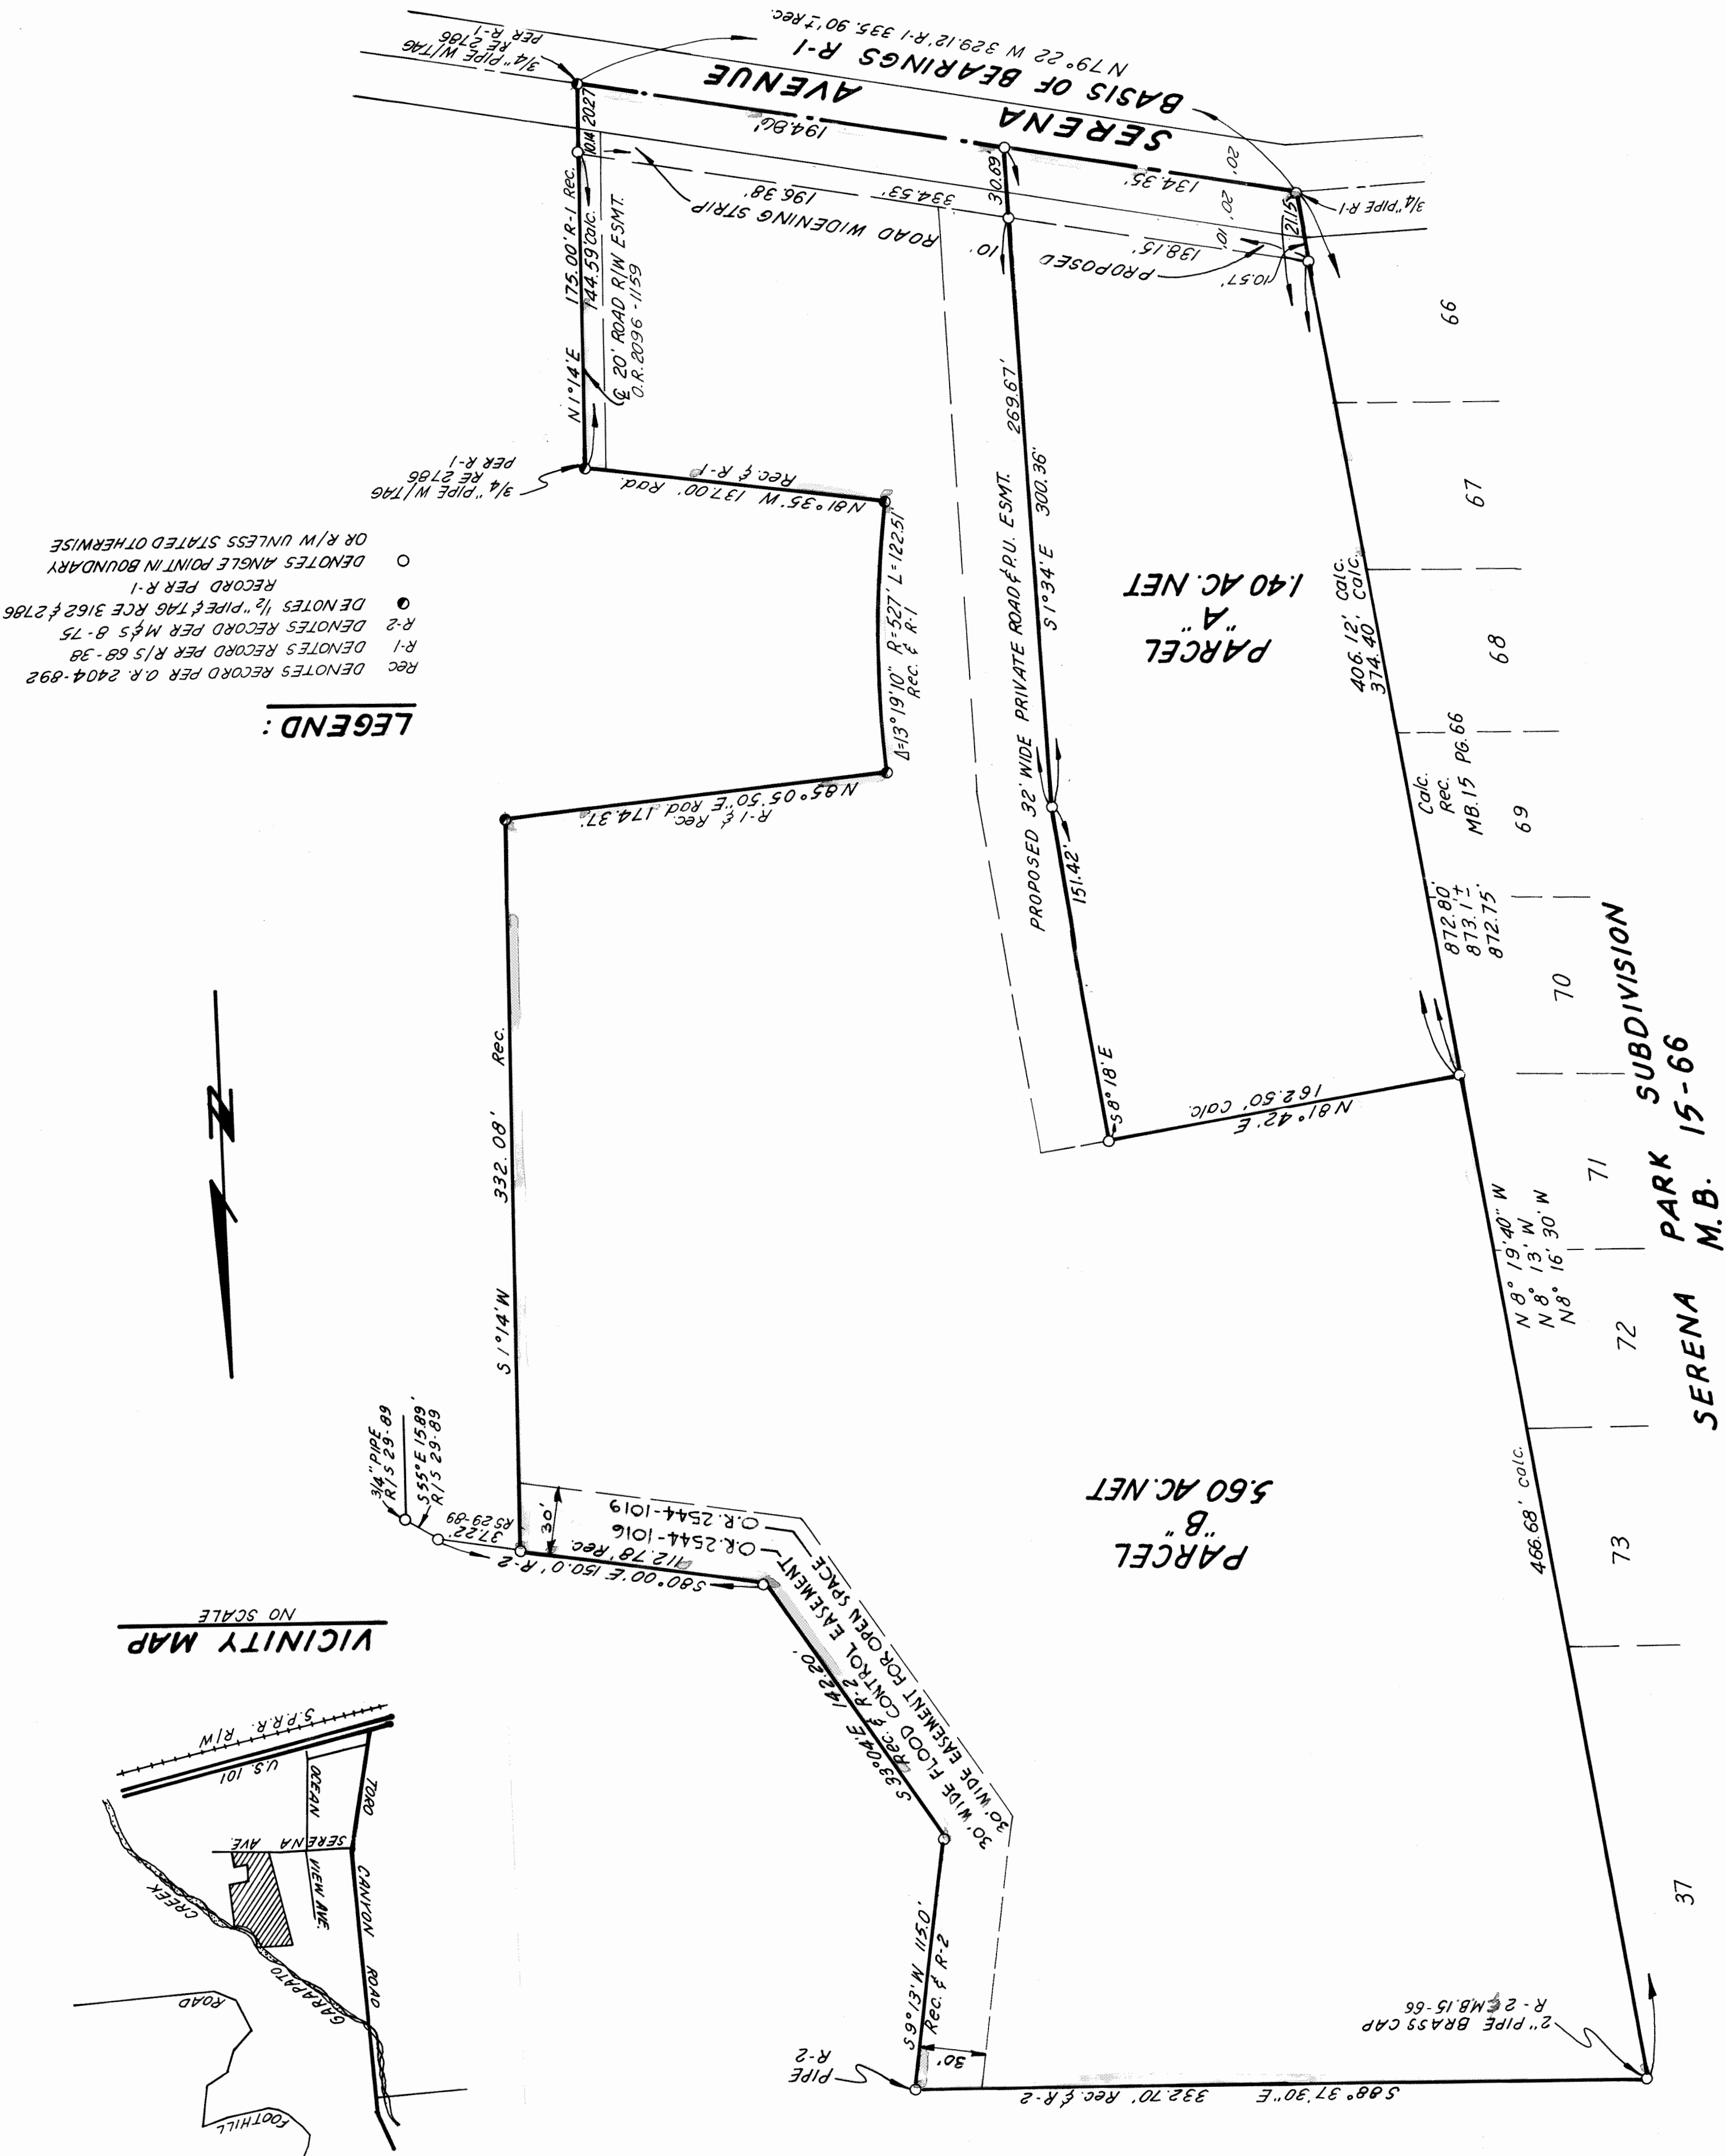 FOOTHILL
ROAD
GARAPATO
CREEK
TORO
CANYON
ROAD
SERENA AVE.
OCEAN
VIEW AVE.
U.S. 101
S.P.R.R. R/W
VICINITY MAP
NO SCALE
S88°37'30"E 332.70' Rec. & R-2
PIPE
R-2
2" PIPE BRASS CAP
R-2 & MB.15-66
30'
S9°13'W 115.0'
Rec. & R-2
37
S33°04'E 142.20'
Rec. & R-2
30' WIDE FLOOD CONTROL EASEMENT
O.R. 2544-1016
30' WIDE EASEMENT FOR OPEN SPACE
O.R. 2544-1019
S80°00'E 150.0' R-2
112.78' Rec.
30'
37.22'
RS 29-89
3/4" PIPE
R/S 29-89
S55°E 15.89'
R/S 29-89
PARCEL
"B"
5.60 AC. NET
466.68' calc.
73
72
71
70
69
68
67
66
N 8° 19' 40" W
N 8° 13' W
N 8° 16' 30" W
872.80'
873.1'±
872.75'
Calc.
Rec.
MB.15 PG.66
SERENA PARK SUBDIVISION
M.B. 15-66
S1°14'W 332.08' Rec.
N81°42'E
162.50' Calc.
S8°18'E
151.42'
R-1 & Rec.
N85°05'50"E Rad. 174.37'
LEGEND:
Rec DENOTES RECORD PER O.R. 2404-892
R-1 DENOTES RECORD PER R/S 68-38
R-2 DENOTES RECORD PER M&S 8-75
DENOTES 1/2" PIPE & TAG RCE 3162 & 2786
RECORD PER R-1
DENOTES ANGLE POINT IN BOUNDARY
OR R/W UNLESS STATED OTHERWISE
Δ=13°19'10" R=527' L=122.51'
Rec. & R-1
PARCEL
"A"
1.40 AC. NET
406.12' Calc.
374.40' Calc.
PROPOSED 32' WIDE PRIVATE ROAD & P.U. ESMT.
S1°34'E 300.36'
269.67'
N81°35'W 137.00' Rad.
Rec. & R-1
3/4" PIPE W/TAG
RE 2786
PER R-1
N1°14'E 175.00' R-1 Rec.
144.59' Calc.
10.14
20.27
℄ 20' ROAD R/W ESMT.
O.R. 2096-1159
PROPOSED
ROAD WIDENING STRIP
10.57'
21.15'
10'
20'
20'
138.15'
334.53'
196.38'
10'
30.69'
3/4" PIPE R-1
134.35'
194.86'
3/4" PIPE W/TAG
RE 2786
PER R-1
SERENA AVENUE
BASIS OF BEARINGS R-1
N79°22'W 329.12' R-1 335.90'± Rec.